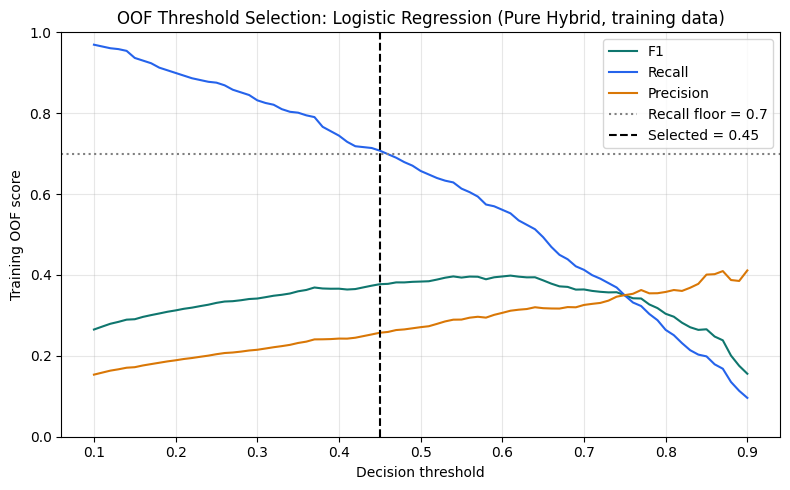 OOF Threshold Selection: Logistic Regression (Pure Hybrid, training data)
F1
Recall
Precision
Recall floor = 0.7
Selected = 0.45
Training OOF score
1.0
0.8
0.6
0.4
0.2
0.0
0.1 0.2 0.3 0.4 0.5 0.6 0.7 0.8 0.9
Decision threshold